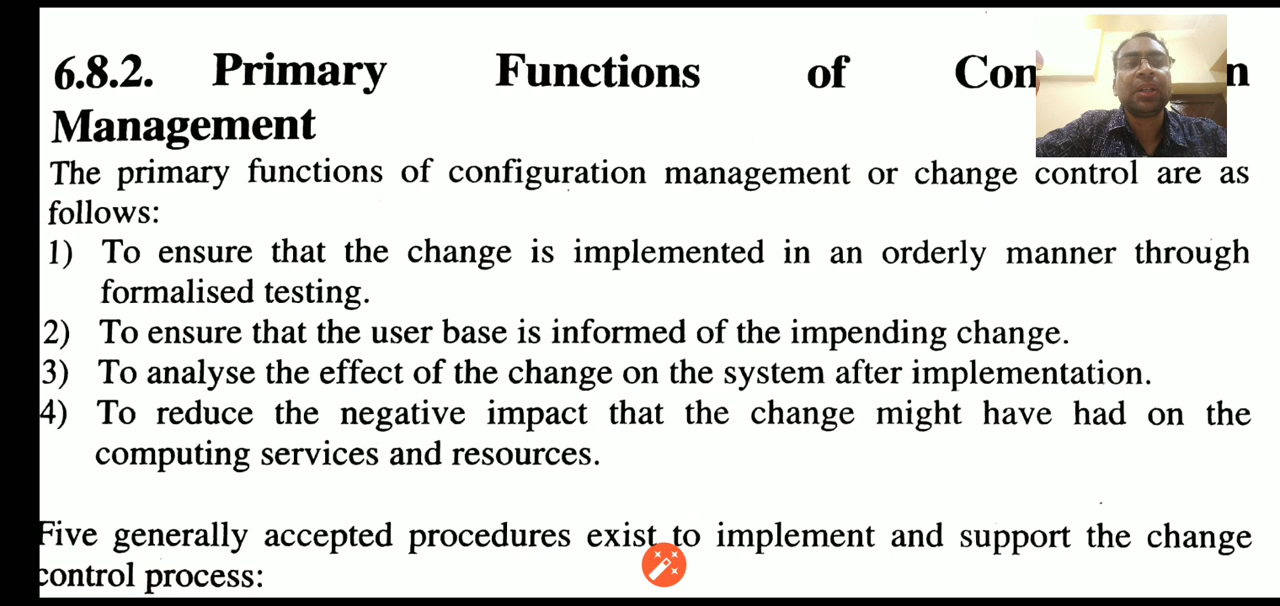 6.8.2. Primary Functions of Con n
Management
The primary functions of configuration management or change control are as
follows:
1) To ensure that the change is implemented in an orderly manner through
formalised testing.
2) To ensure that the user base is informed of the impending change.
3) To analyse the effect of the change on the system after implementation.
4) To reduce the negative impact that the change might have had on the
computing services and resources.
Five generally accepted procedures exist to implement and support the change
control process: